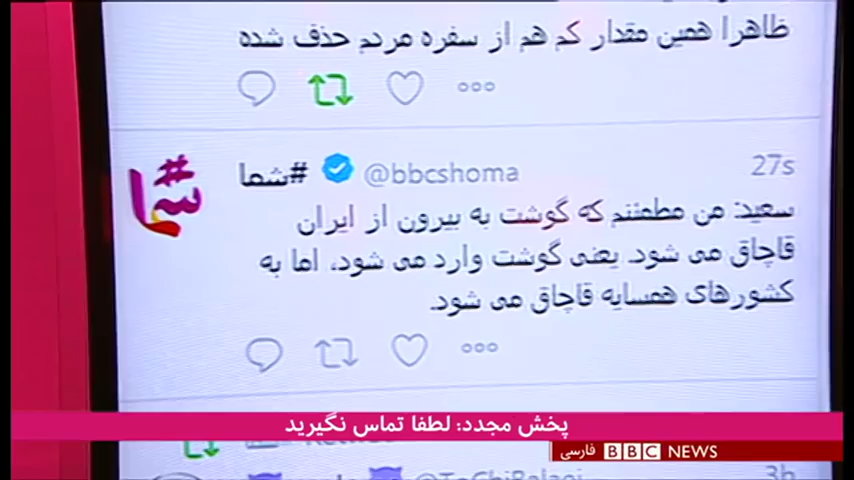 ظاهرا همین مقدار کم هم از سفره مردم حذف شده
#شما @bbcshoma 27s
#شما
سعید: من مطمئنم که گوشت به بیرون از ایران
قاچاق می شود. یعنی گوشت وارد می شود، اما به
کشورهای همسایه قاچاق می شود.
پخش مجدد: لطفا تماس نگیرید
BBC NEWS فارسی
3h